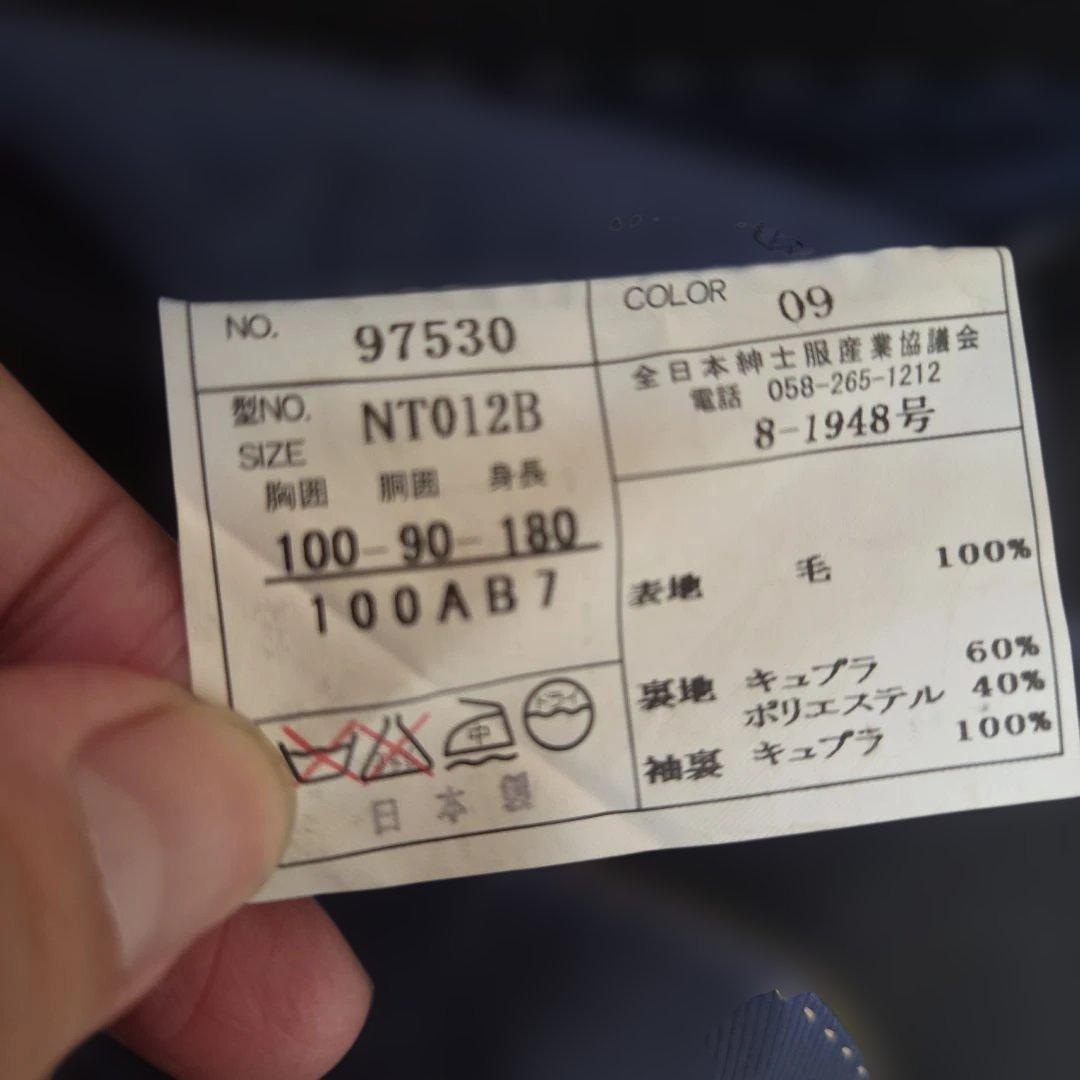 NO. 97530
COLOR 09
全日本紳士服産業協議会
電話 058-265-1212
8-1948号
型NO. NT012B
SIZE
胸囲 胴囲 身長
100-90-180
100AB7
表地 毛 100%
裏地 キュプラ 60%
ポリエステル 40%
袖裏 キュプラ 100%
中
ドライ
日本製